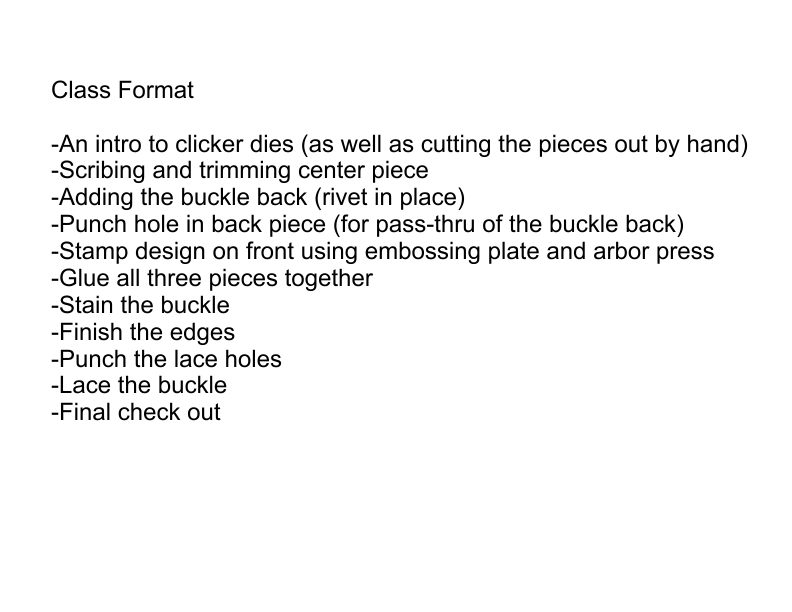 Class Format
-An intro to clicker dies (as well as cutting the pieces out by hand)
-Scribing and trimming center piece
-Adding the buckle back (rivet in place)
-Punch hole in back piece (for pass-thru of the buckle back)
-Stamp design on front using embossing plate and arbor press
-Glue all three pieces together
-Stain the buckle
-Finish the edges
-Punch the lace holes
-Lace the buckle
-Final check out